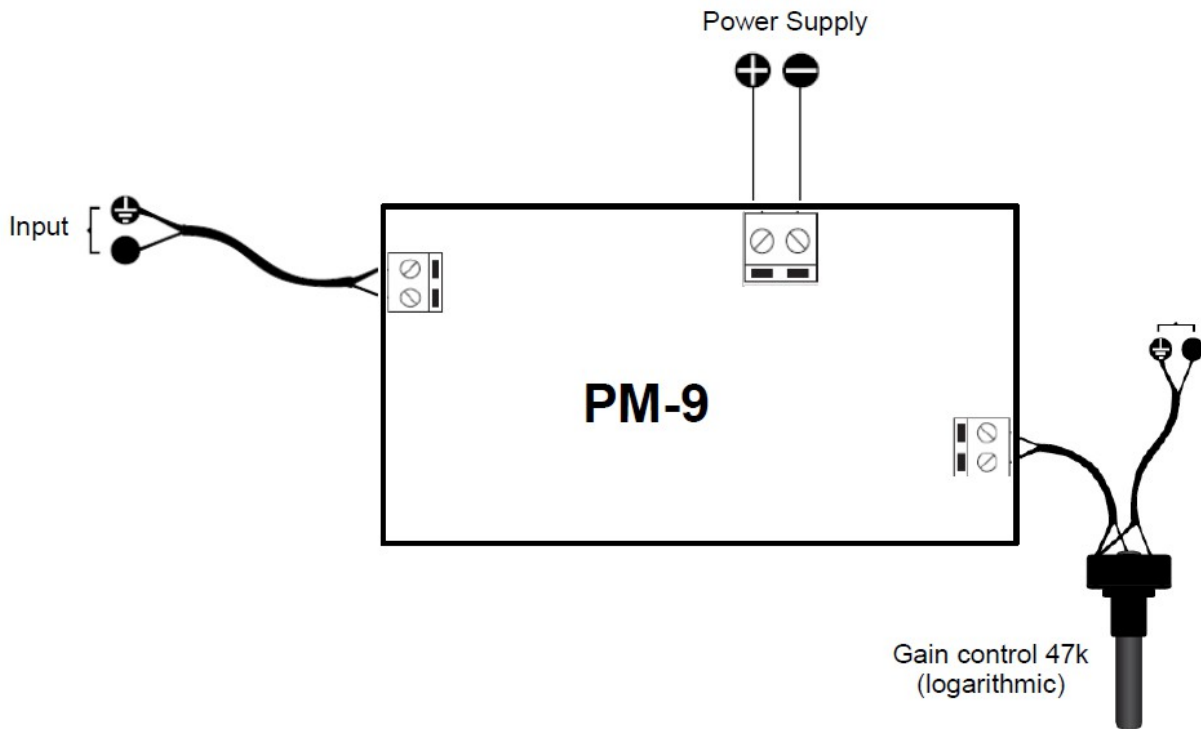 Power Supply
Input
PM-9
Gain control 47k
(logarithmic)